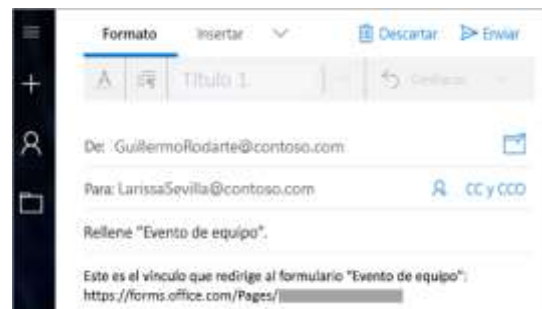 Formato Insertar Descartar Enviar
Título 1 Deshacer
De: GuillermoRodarte@contoso.com
Para: LarissaSevilla@contoso.com CC y CCO
Rellene "Evento de equipo".
Este es el vínculo que redirige al formulario "Evento de equipo":
https://forms.office.com/Pages/